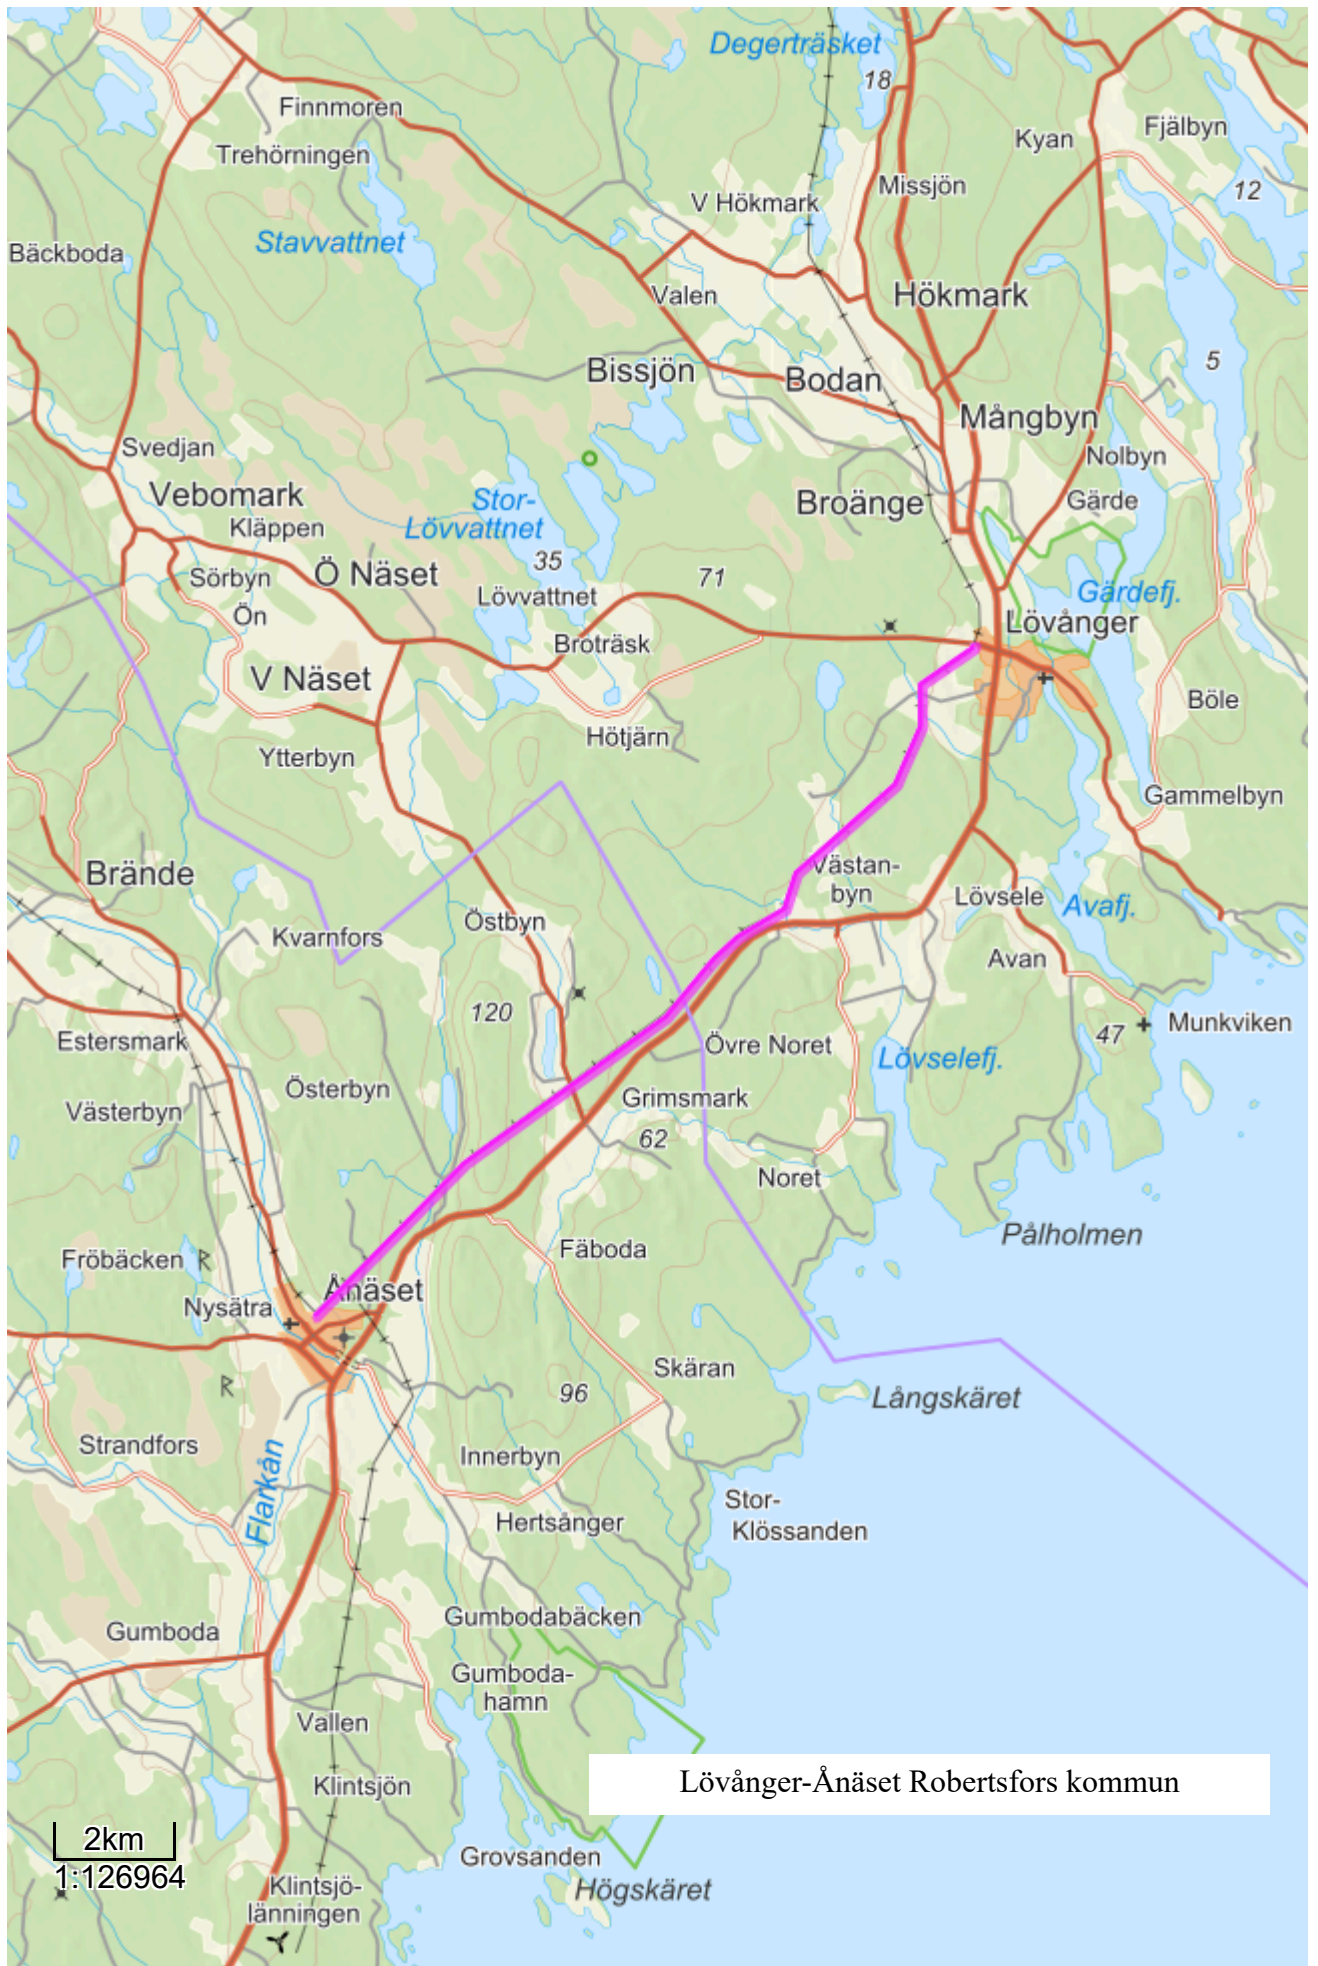 Degerträsket
18
Finnmoren
Kyan
Fjälbyn
Trehörningen
Missjön
12
V Hökmark
Stavvattnet
Bäckboda
Valen
Hökmark
5
Bissjön
Bodan
Mångbyn
Svedjan
Nolbyn
Vebomark
Stor-
Lövvattnet
Broänge
Gärde
Kläppen
35
71
Ö Näset
Sörbyn
Lövvattnet
Gärdefj.
Ön
Lövånger
Broträsk
V Näset
Böle
Hötjärn
Ytterbyn
Gammelbyn
Västan-
byn
Brände
Lövsele
Avafj.
Östbyn
Kvarnfors
Avan
120
Munkviken
47
Estersmark
Övre Noret
Lövselefj.
Österbyn
Grimsmark
Västerbyn
62
Noret
Pålholmen
Fröbäcken
R
Fäboda
Ånäset
Nysätra
Skäran
R
96
Långskäret
Strandfors
Innerbyn
Flarkån
Stor-
Klössanden
Hertsånger
Gumboda
Gumbodabäcken
Gumboda-
hamn
Vallen
Klintsjön
Lövånger-Ånäset Robertsfors kommun
2km
1:126964
Grovsanden
Högskäret
Klintsjö-
länningen